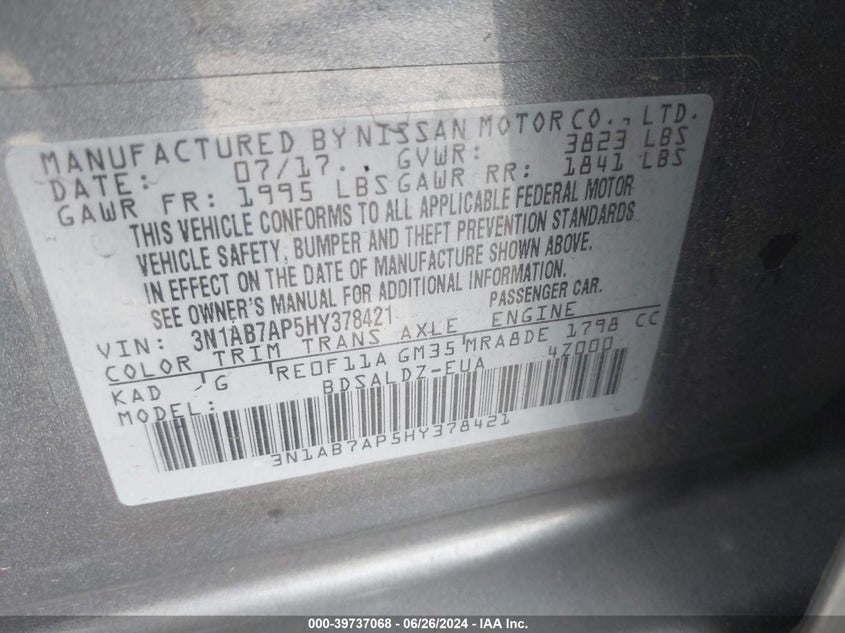 MANUFACTURED BY NISSAN MOTOR CO., LTD.
DATE: 07/17. GVWR: 3823 LBS
GAWR FR: 1995 LBS GAWR RR: 1841 LBS
THIS VEHICLE CONFORMS TO ALL APPLICABLE FEDERAL MOTOR
VEHICLE SAFETY, BUMPER AND THEFT PREVENTION STANDARDS
IN EFFECT ON THE DATE OF MANUFACTURE SHOWN ABOVE.
SEE OWNER'S MANUAL FOR ADDITIONAL INFORMATION.
VIN: 3N1AB7AP5HY378421 PASSENGER CAR.
COLOR TRIM TRANS AXLE ENGINE
KAD G RE0F11A GM35 MRA8DE 1798 CC
MODEL: BDSALDZ-EUA 4Z000
3N1AB7AP5HY378421
000-39737068 - 06/26/2024 - IAA Inc.